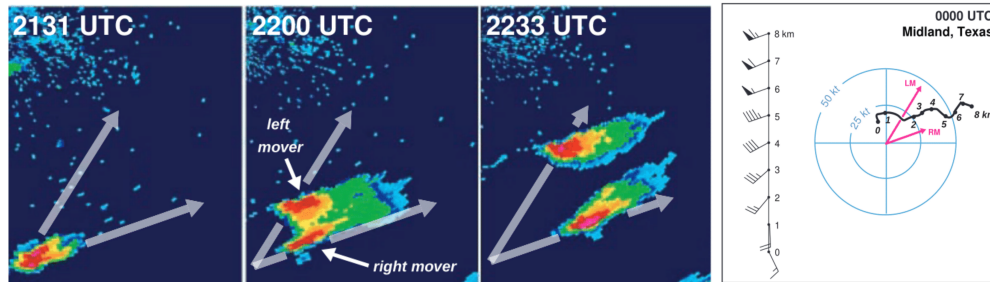 2131 UTC
2200 UTC
2233 UTC
left
mover
right mover
0000 UTC
Midland, Texas
8 km
7
6
5
4
3
2
1
0
50 kt
25 kt
LM
RM
0
1
2
3
4
5
6
7
8 km